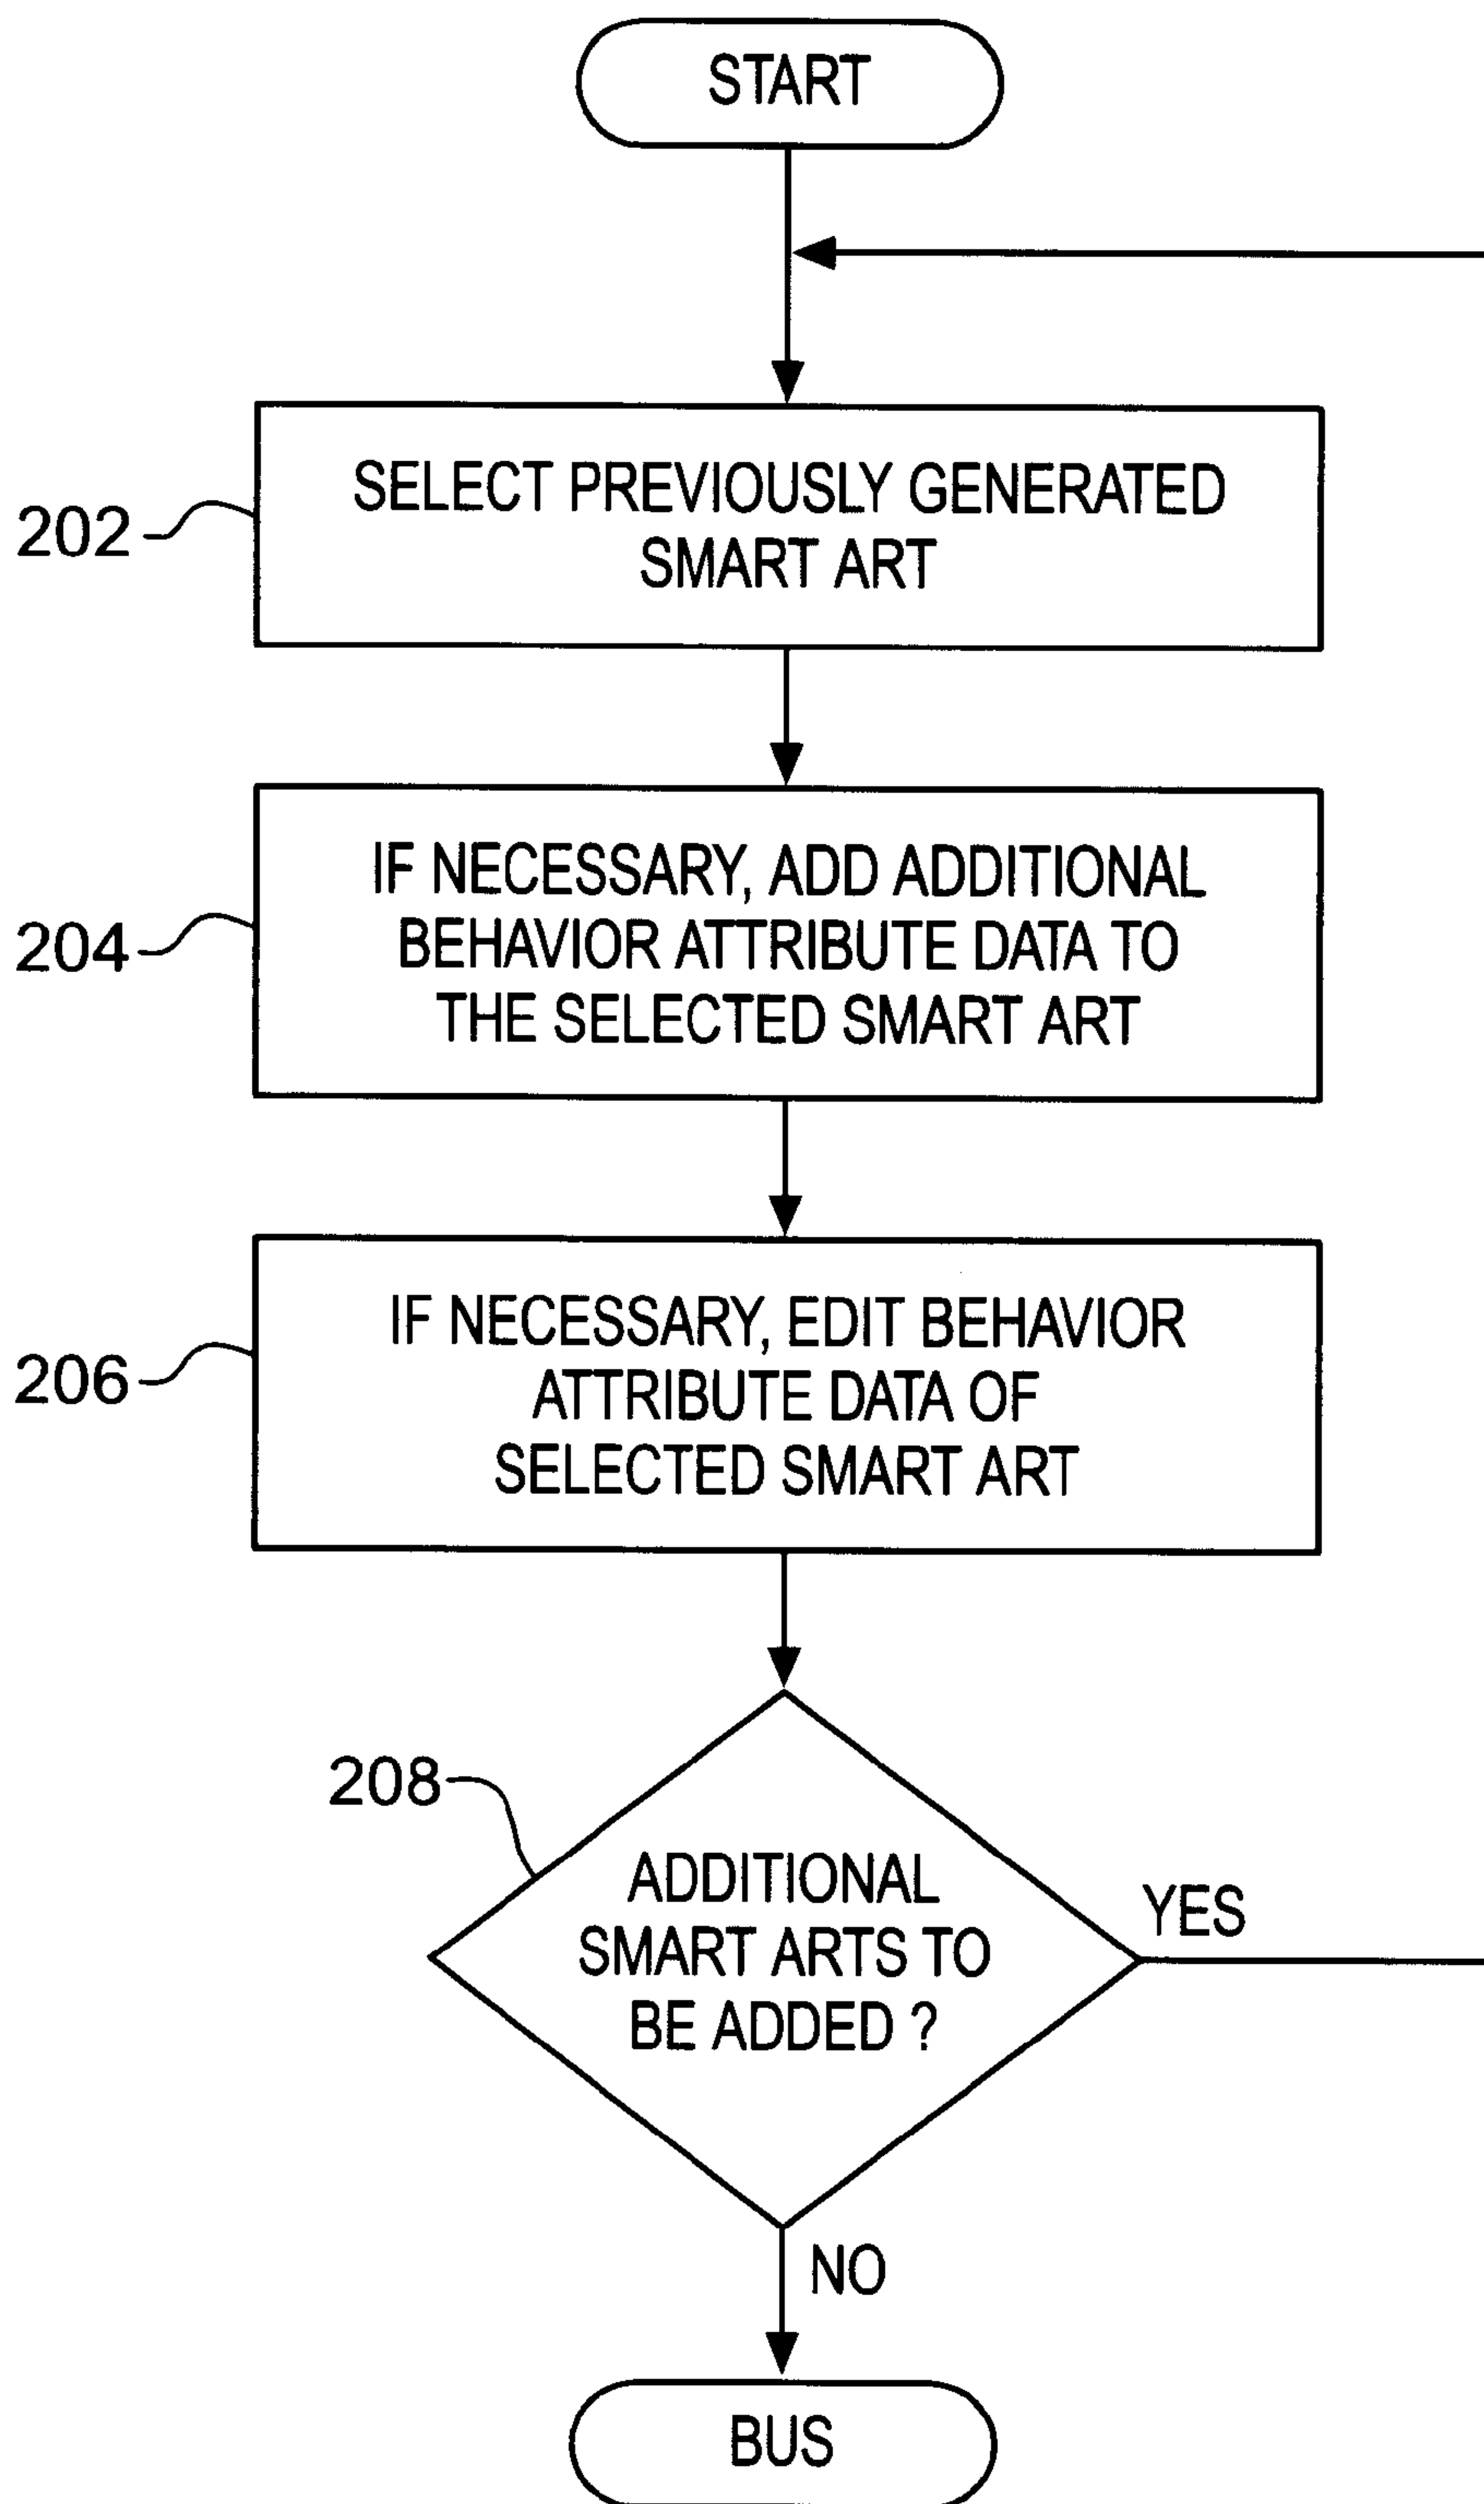 START
202
SELECT PREVIOUSLY GENERATED
SMART ART
204
IF NECESSARY, ADD ADDITIONAL
BEHAVIOR ATTRIBUTE DATA TO
THE SELECTED SMART ART
206
IF NECESSARY, EDIT BEHAVIOR
ATTRIBUTE DATA OF
SELECTED SMART ART
208
ADDITIONAL
SMART ARTS TO
BE ADDED ?
YES
NO
BUS